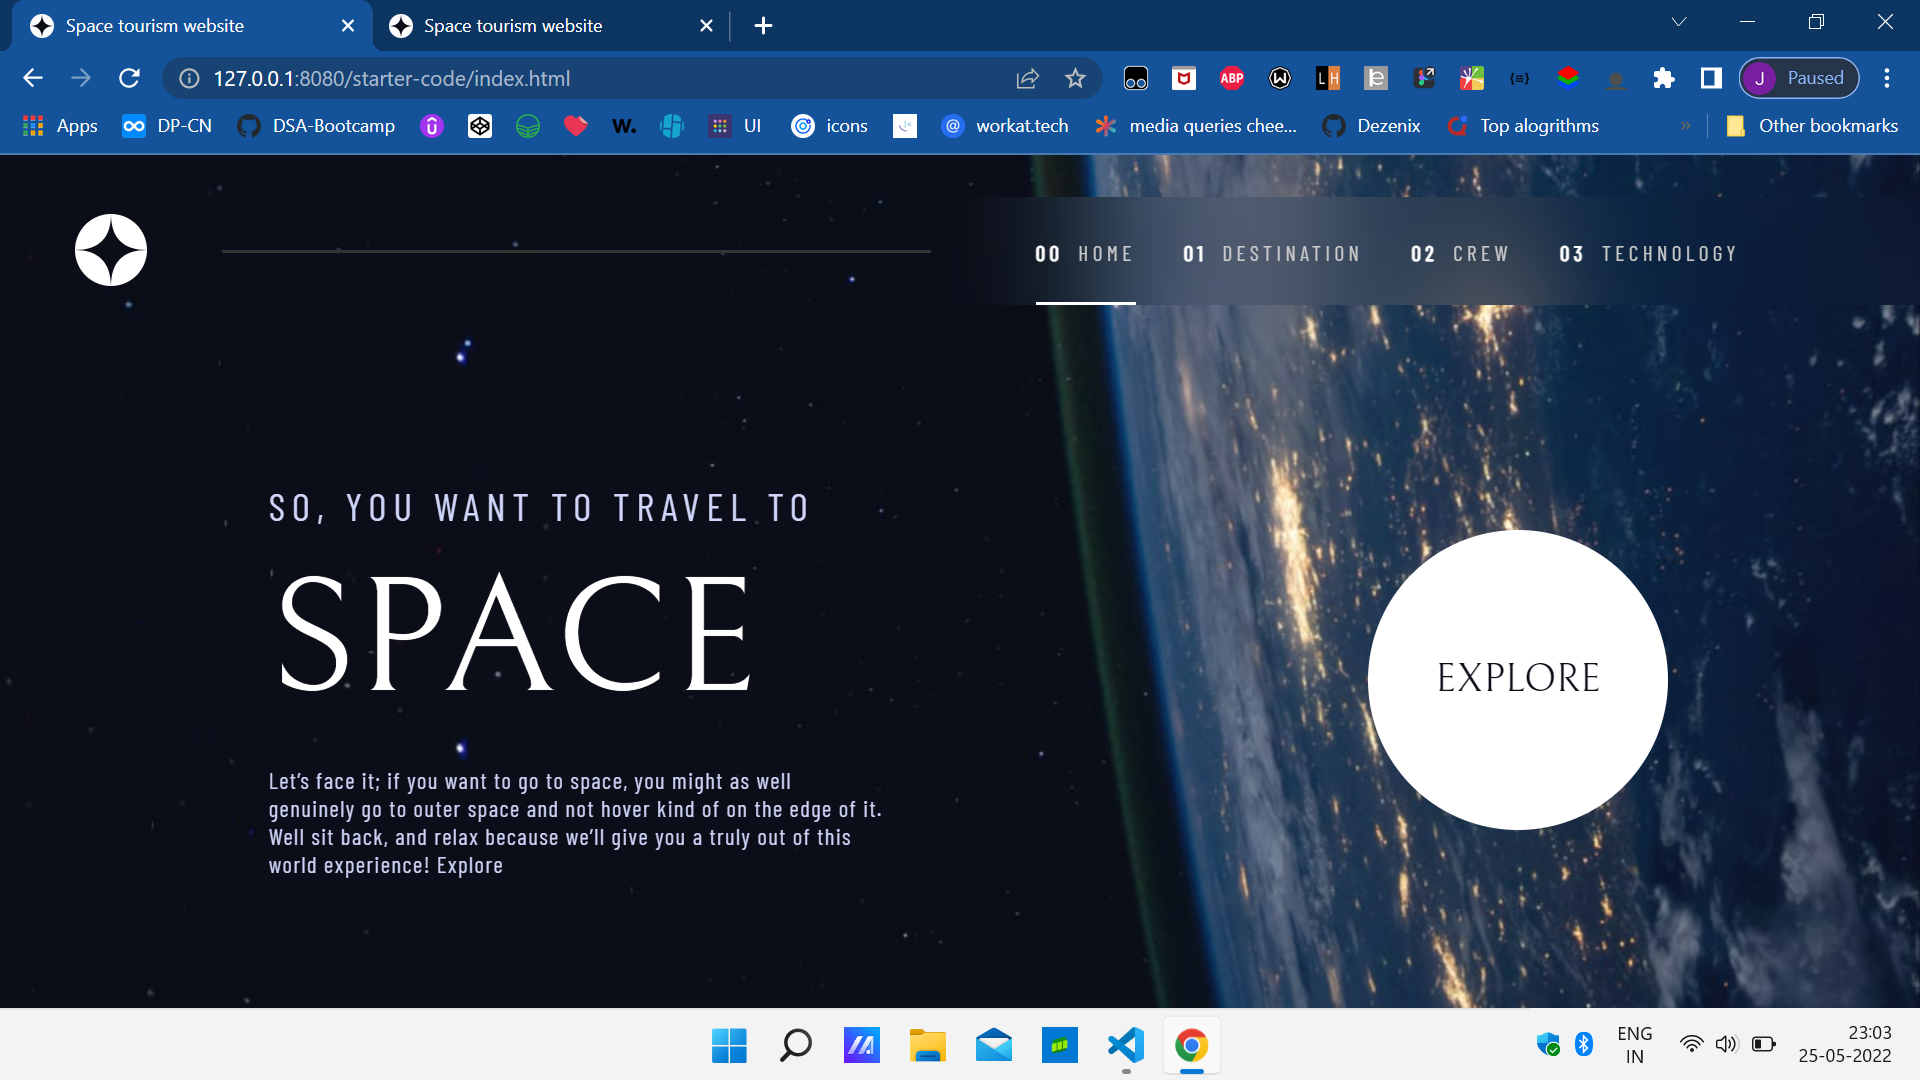 Space tourism website
Space tourism website
127.0.0.1:8080/starter-code/index.html
ABP
LH
J Paused
Apps
DP-CN
DSA-Bootcamp
W.
UI
icons
workat.tech
media queries chee...
Dezenix
Top alogrithms
»
Other bookmarks
00 HOME
01 DESTINATION
02 CREW
03 TECHNOLOGY
SO, YOU WANT TO TRAVEL TO
SPACE
Let’s face it; if you want to go to space, you might as well
genuinely go to outer space and not hover kind of on the edge of it.
Well sit back, and relax because we’ll give you a truly out of this
world experience! Explore
EXPLORE
ENG
IN
23:03
25-05-2022